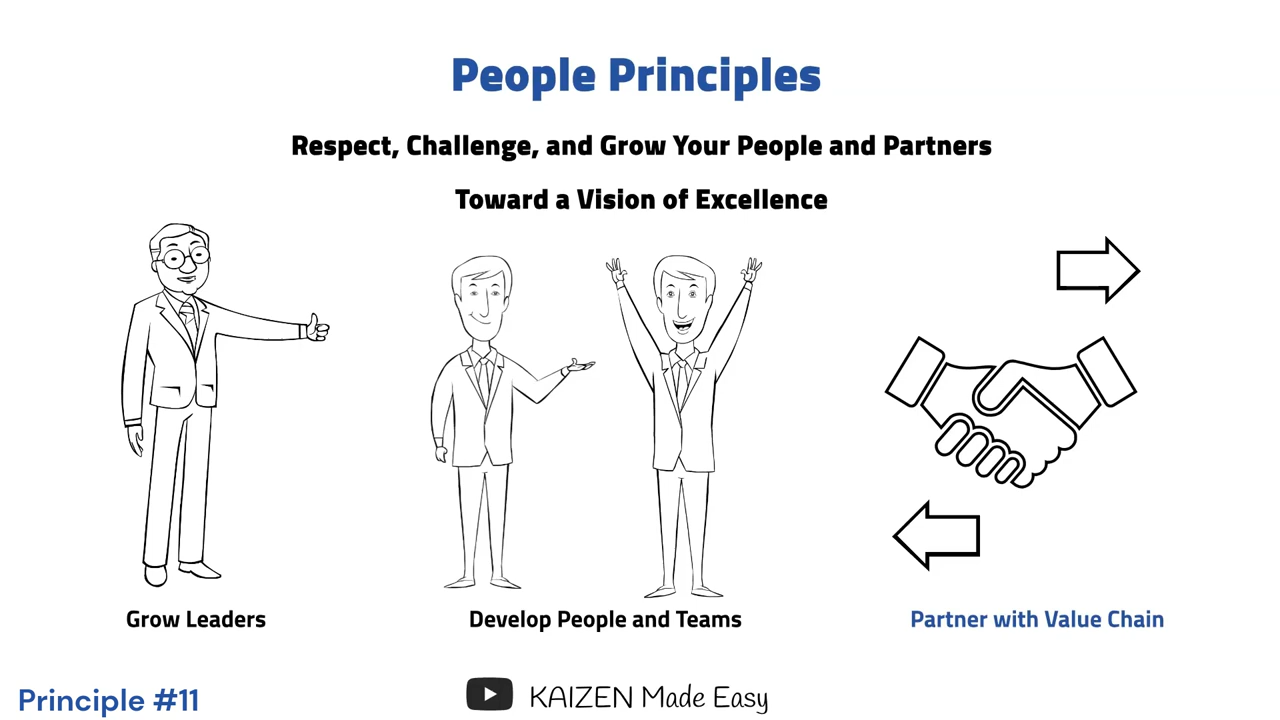 People Principles
Respect, Challenge, and Grow Your People and Partners
Toward a Vision of Excellence
Grow Leaders
Develop People and Teams
Partner with Value Chain
Principle #11
KAIZEN Made Easy